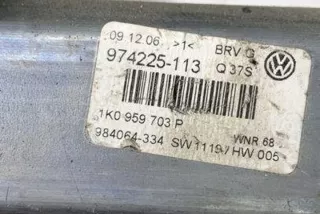 09.12.06 >1< BRV Q
974225-113 Q 37S
1K0 959 703 P
WNR 68
984064-334 SW 1119/ HW 005